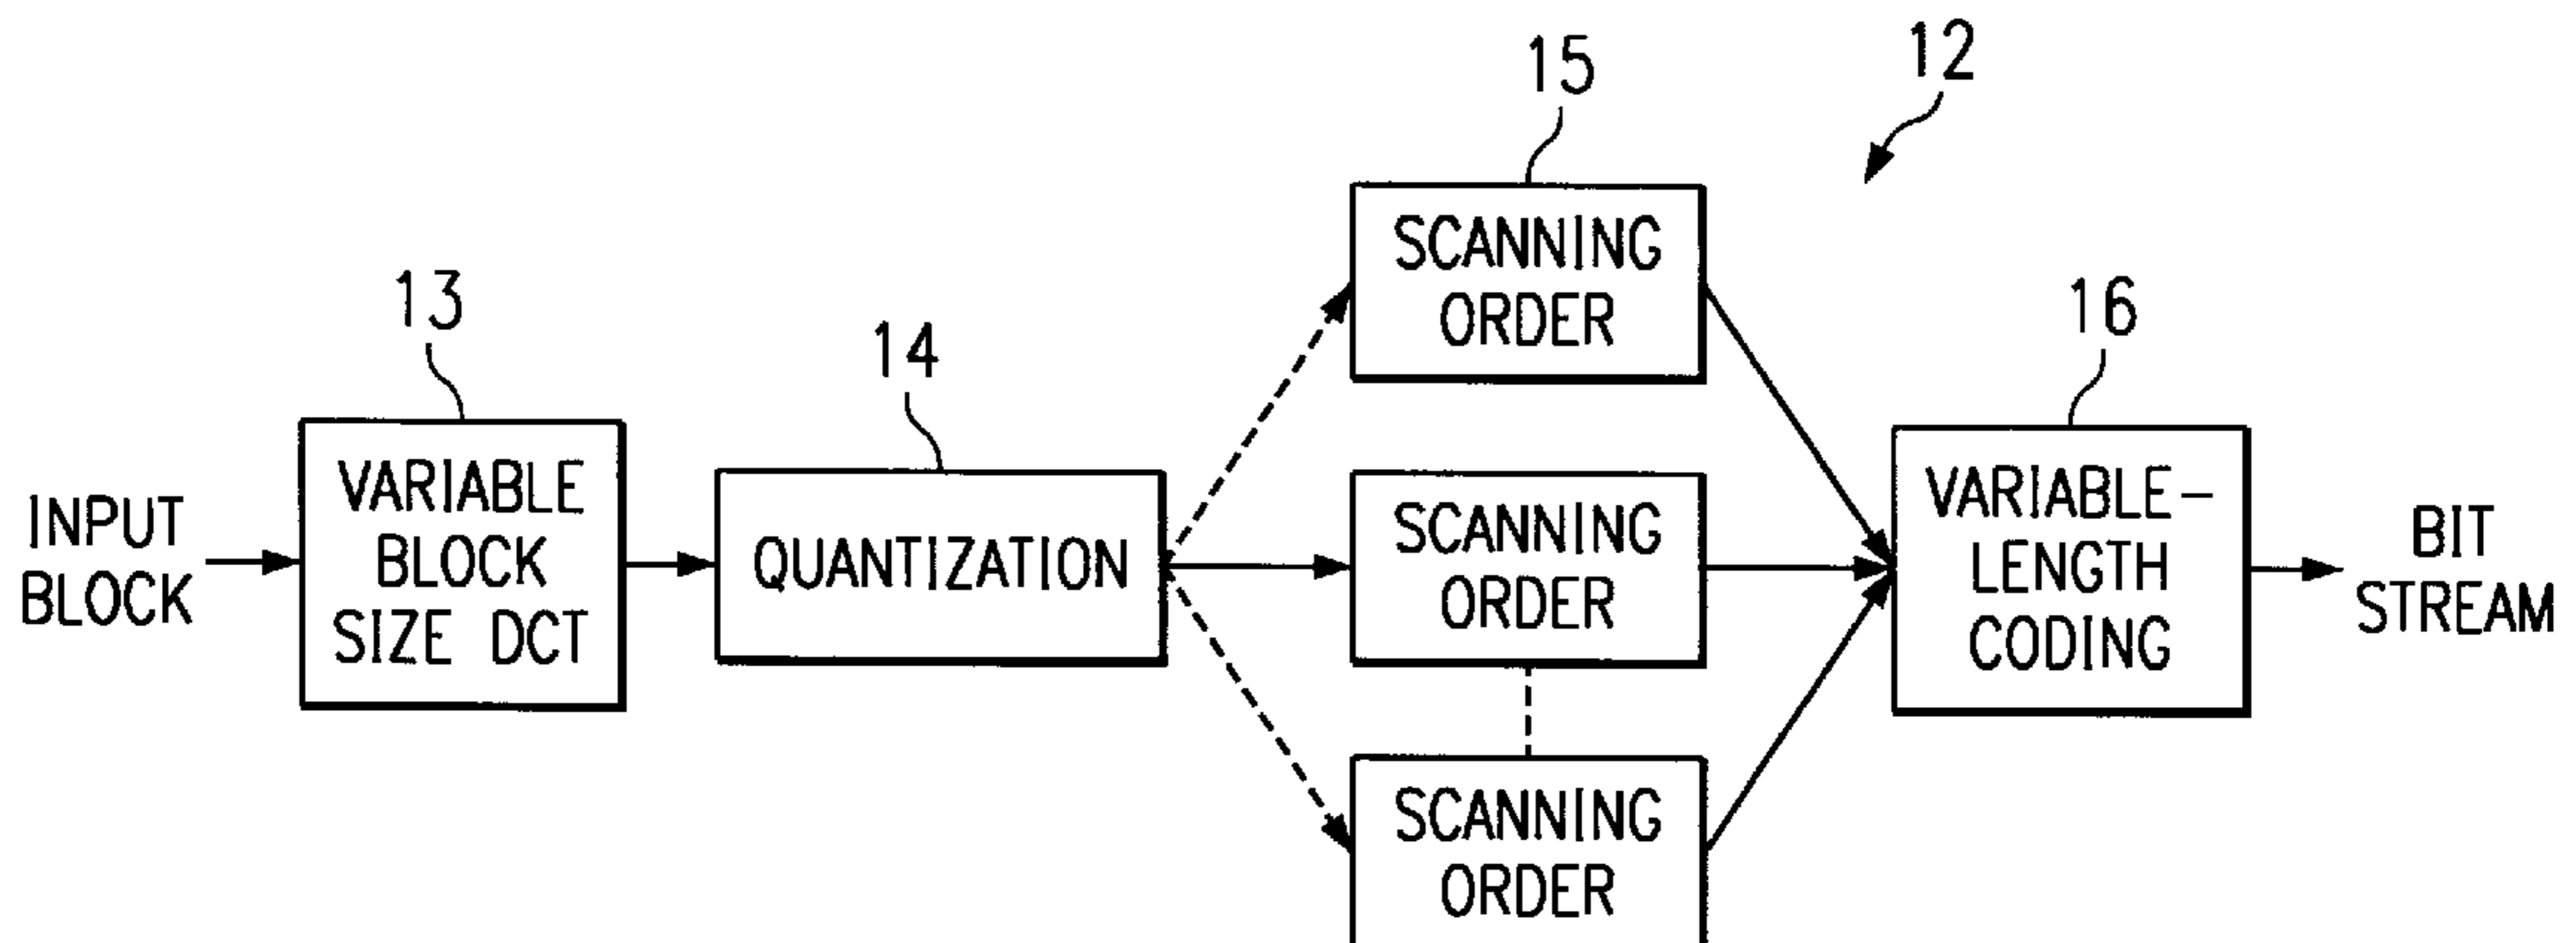 12
15
SCANNING
ORDER
13
14
16
INPUT
BLOCK
VARIABLE
BLOCK
SIZE DCT
QUANTIZATION
SCANNING
ORDER
VARIABLE-
LENGTH
CODING
BIT
STREAM
SCANNING
ORDER